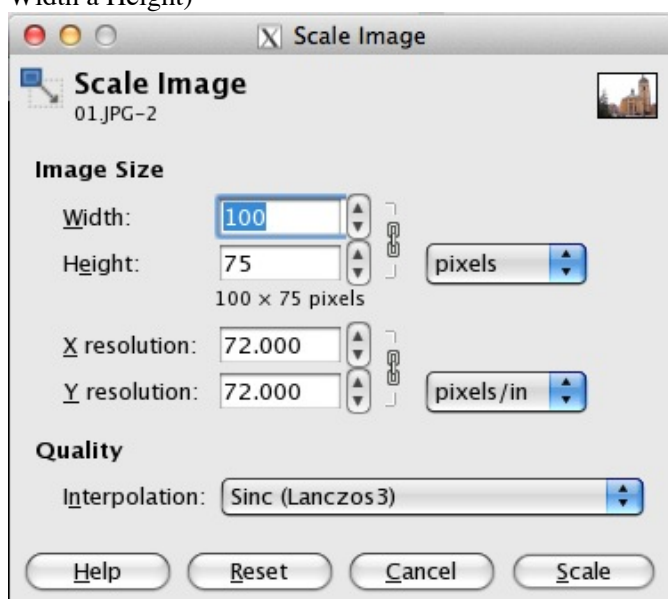 Width a Height)
Scale Image
Scale Image
01.JPG-2
Image Size
Width: 100
Height: 75 pixels
100 × 75 pixels
X resolution: 72.000
Y resolution: 72.000 pixels/in
Quality
Interpolation: Sinc (Lanczos3)
Help Reset Cancel Scale